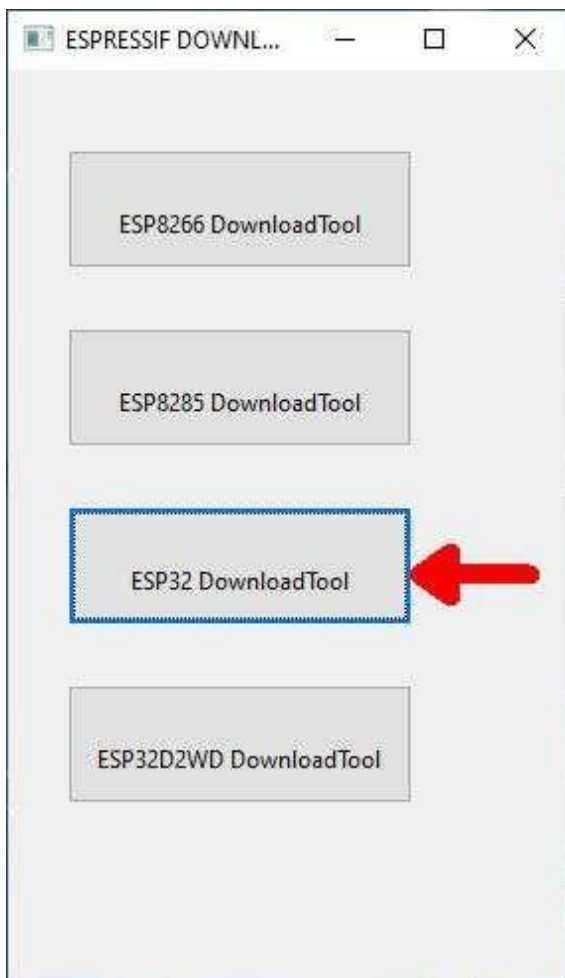 ESPRESSIF DOWNL...
ESP8266 DownloadTool
ESP8285 DownloadTool
ESP32 DownloadTool
ESP32D2WD DownloadTool